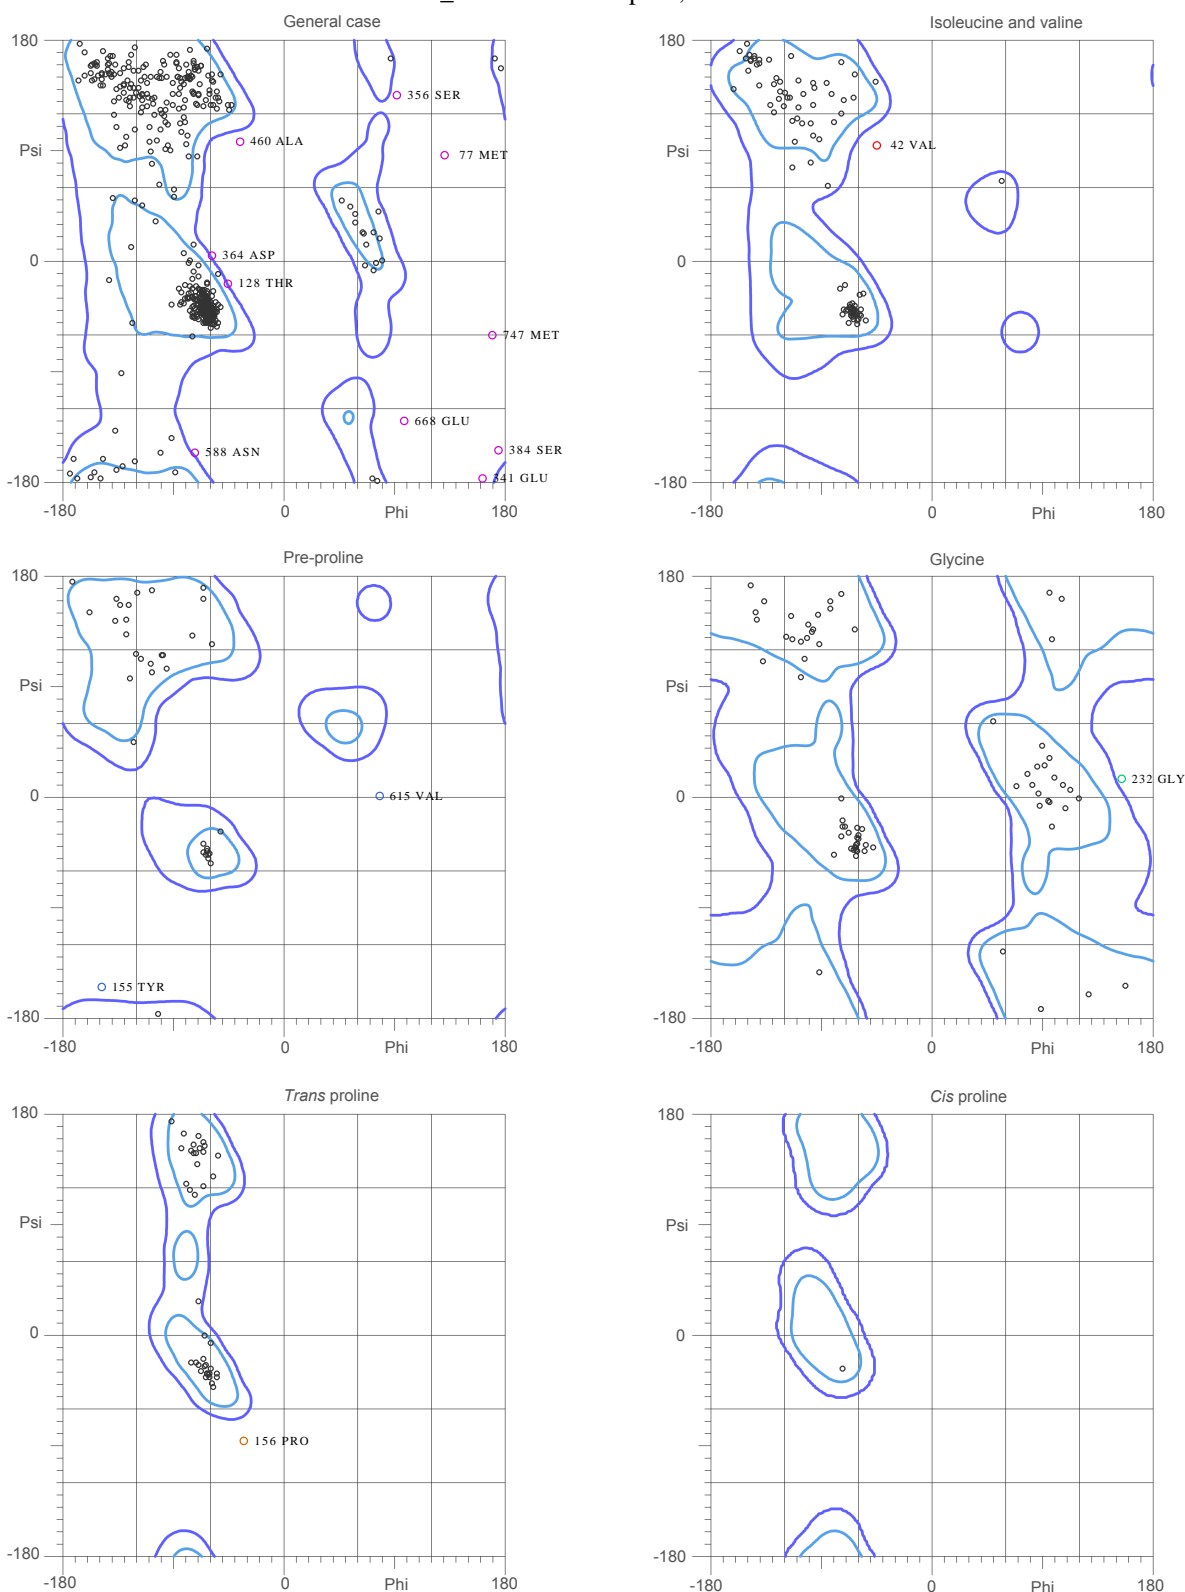 General case
180
Psi
0
-180
-180
0
Phi
180
356 SER
460 ALA
77 MET
364 ASP
128 THR
747 MET
668 GLU
588 ASN
384 SER
341 GLU
Isoleucine and valine
180
Psi
0
-180
-180
0
Phi
180
42 VAL
Pre-proline
180
Psi
0
-180
-180
0
Phi
180
615 VAL
155 TYR
Glycine
180
Psi
0
-180
-180
0
Phi
180
232 GLY
Trans proline
180
Psi
0
-180
-180
0
Phi
180
156 PRO
Cis proline
180
Psi
0
-180
-180
0
Phi
180